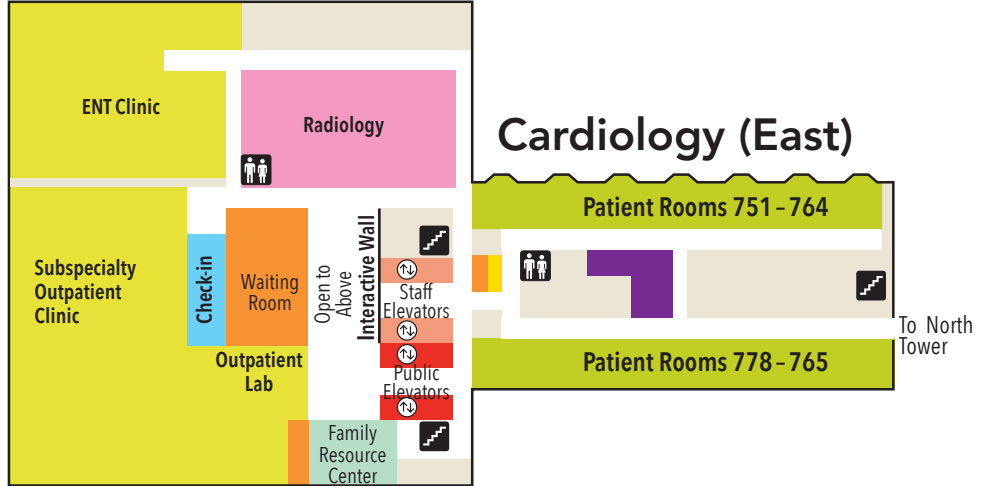 ENT Clinic
Radiology
Cardiology (East)
Patient Rooms 751 – 764
Subspecialty
Outpatient
Clinic
Check-in
Waiting
Room
Open to
Above
Interactive Wall
Staff
Elevators
Public
Elevators
Outpatient
Lab
Family
Resource
Center
Patient Rooms 778 – 765
To North
Tower